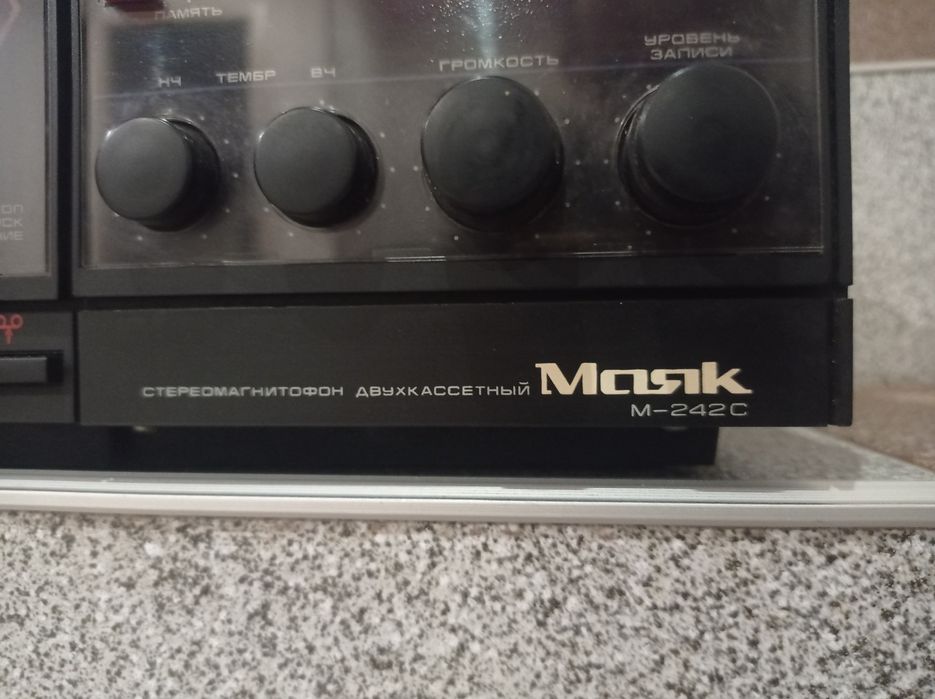 ПАМЯТЬ
НЧ ТЕМБР ВЧ
ГРОМКОСТЬ
УРОВЕНЬ
ЗАПИСИ
СТЕРЕОМАГНИТОФОН ДВУХКАССЕТНЫЙ Маяк
М-242С